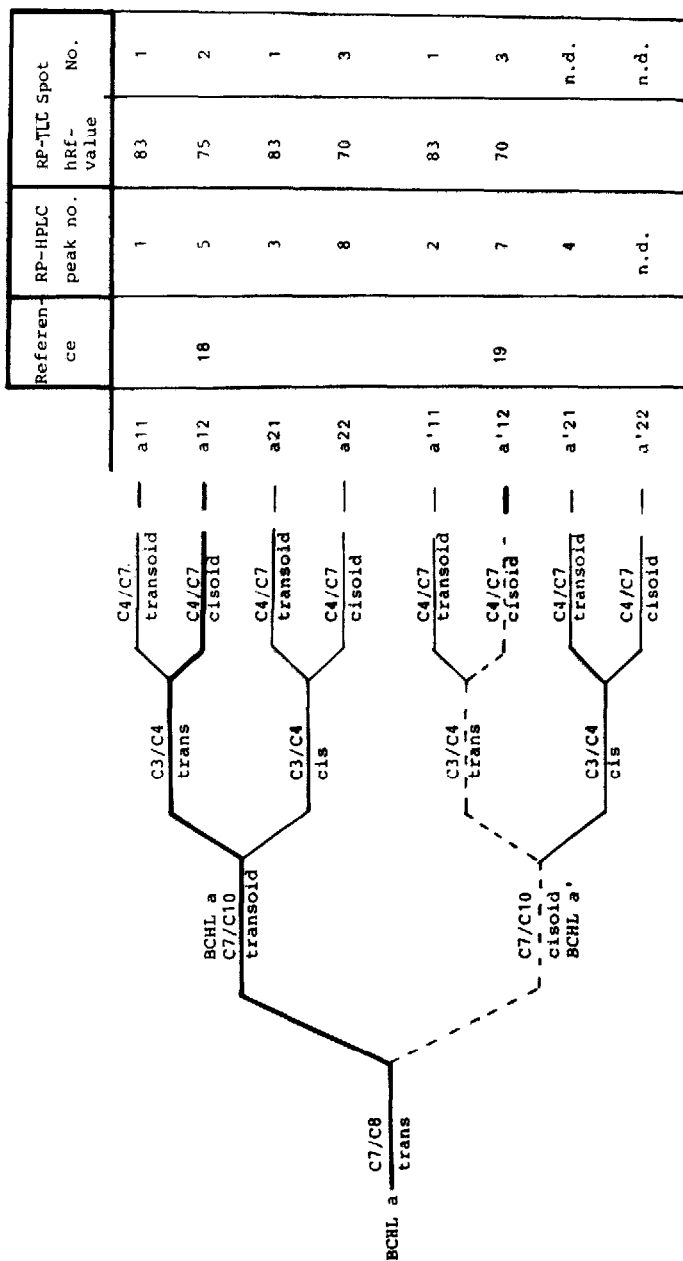 Referen-
ce
RP-HPLC
peak no.
RP-TLC Spot
hRf-
value
No.
BCHL a
C7/C8
trans
BCHL a
C7/C10
transoid
C7/C10
cisoid
BCHL a'
C3/C4
trans
C3/C4
cis
C3/C4
trans
C3/C4
cis
C4/C7
transoid
a11 1 83 1
C4/C7
cisoid
a12 18 5 75 2
C4/C7
transoid
a21 3 83 1
C4/C7
cisoid
a22 8 70 3
C4/C7
transoid
a'11 2 83 1
C4/C7
cisoid
a'12 19 7 70 3
C4/C7
transoid
a'21 4 n.d.
C4/C7
cisoid
a'22 n.d. n.d.